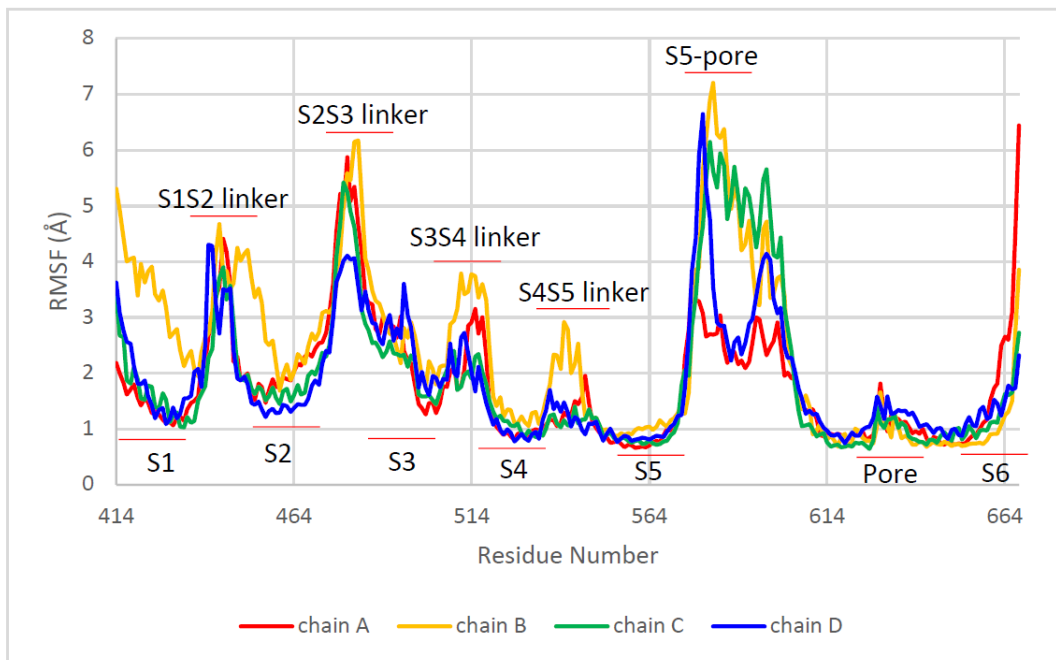 8
7
6
5
4
3
2
1
0
RMSF (Å)
S5-pore
S2S3 linker
S1S2 linker
S3S4 linker
S4S5 linker
S1
S2
S3
S4
S5
Pore
S6
414
464
514
564
614
664
Residue Number
chain A
chain B
chain C
chain D